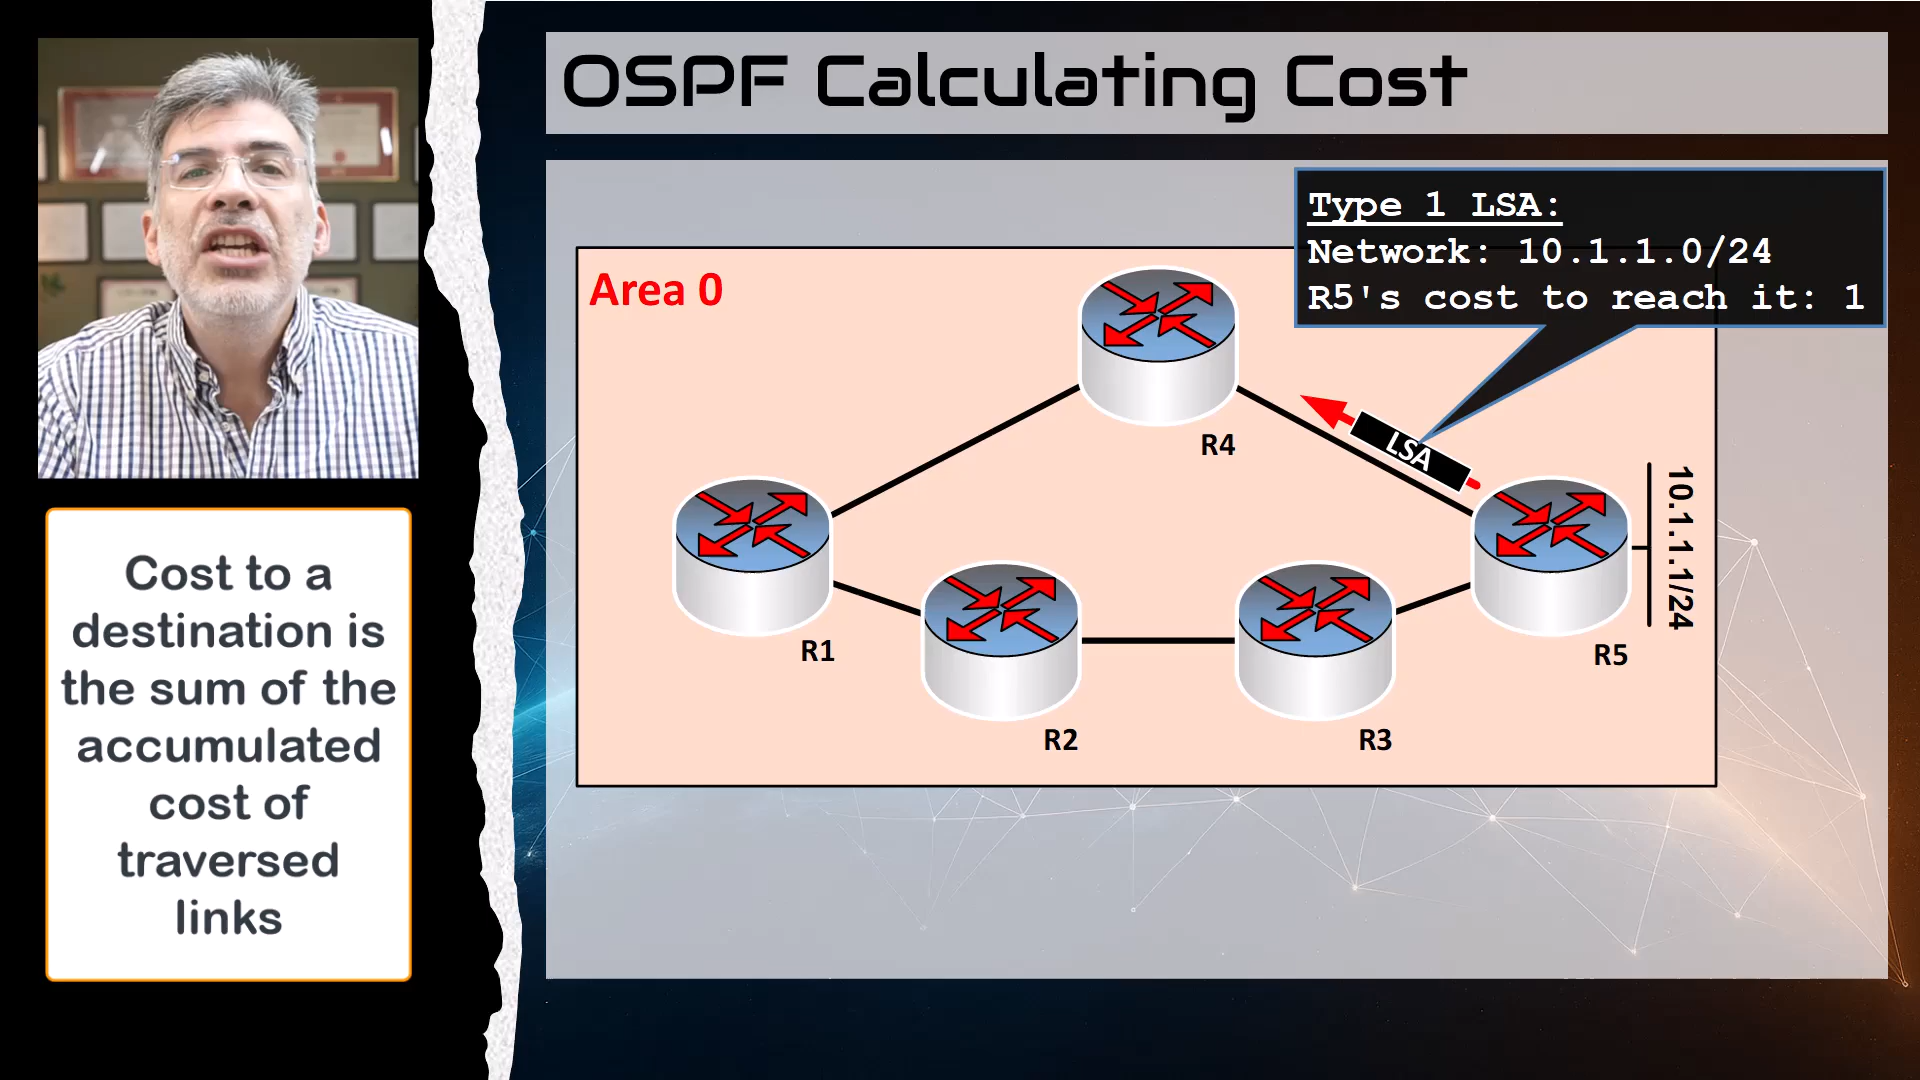 OSPF Calculating Cost
Type 1 LSA:
Network: 10.1.1.0/24
R5's cost to reach it: 1
Area 0
R4
LSA
10.1.1.1/24
R1
R5
R2
R3
Cost to a
destination is
the sum of the
accumulated
cost of
traversed
links